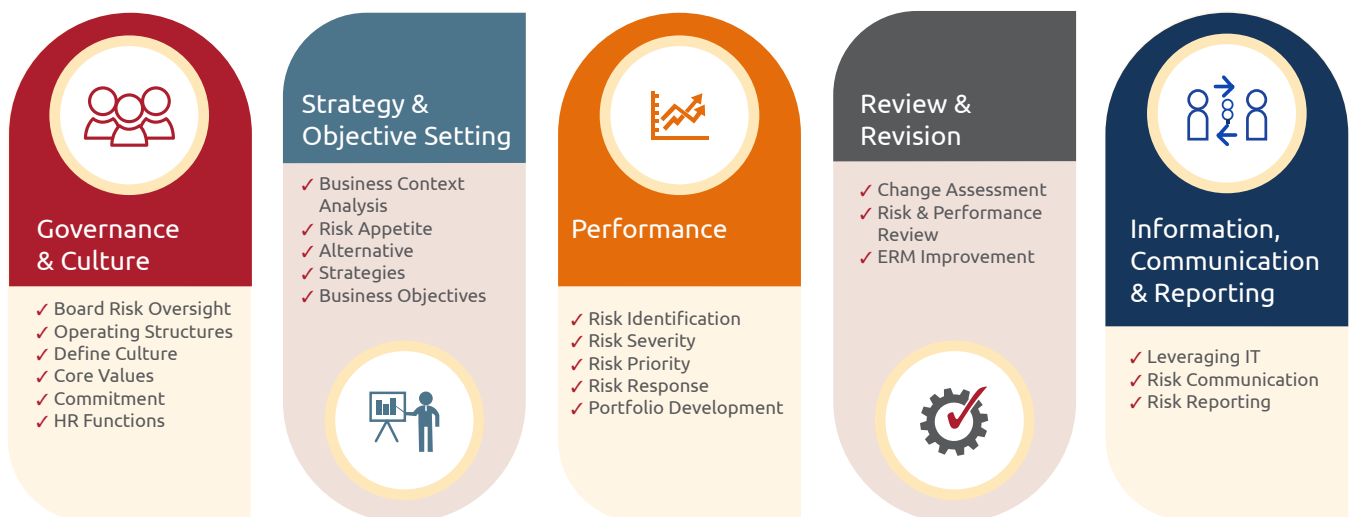 Governance
& Culture
✓ Board Risk Oversight
✓ Operating Structures
✓ Define Culture
✓ Core Values
✓ Commitment
✓ HR Functions
Strategy &
Objective Setting
✓ Business Context
Analysis
✓ Risk Appetite
✓ Alternative
✓ Strategies
✓ Business Objectives
Performance
✓ Risk Identification
✓ Risk Severity
✓ Risk Priority
✓ Risk Response
✓ Portfolio Development
Review &
Revision
✓ Change Assessment
✓ Risk & Performance
Review
✓ ERM Improvement
Information,
Communication
& Reporting
✓ Leveraging IT
✓ Risk Communication
✓ Risk Reporting